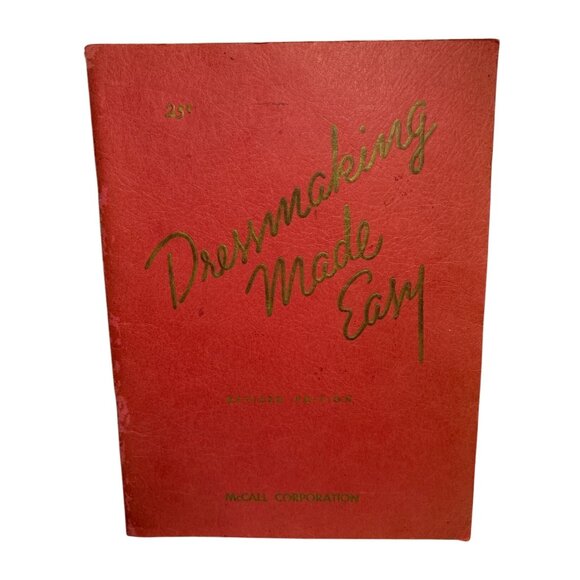 25¢
Dressmaking
Made
Easy
REVISED EDITION
McCALL CORPORATION